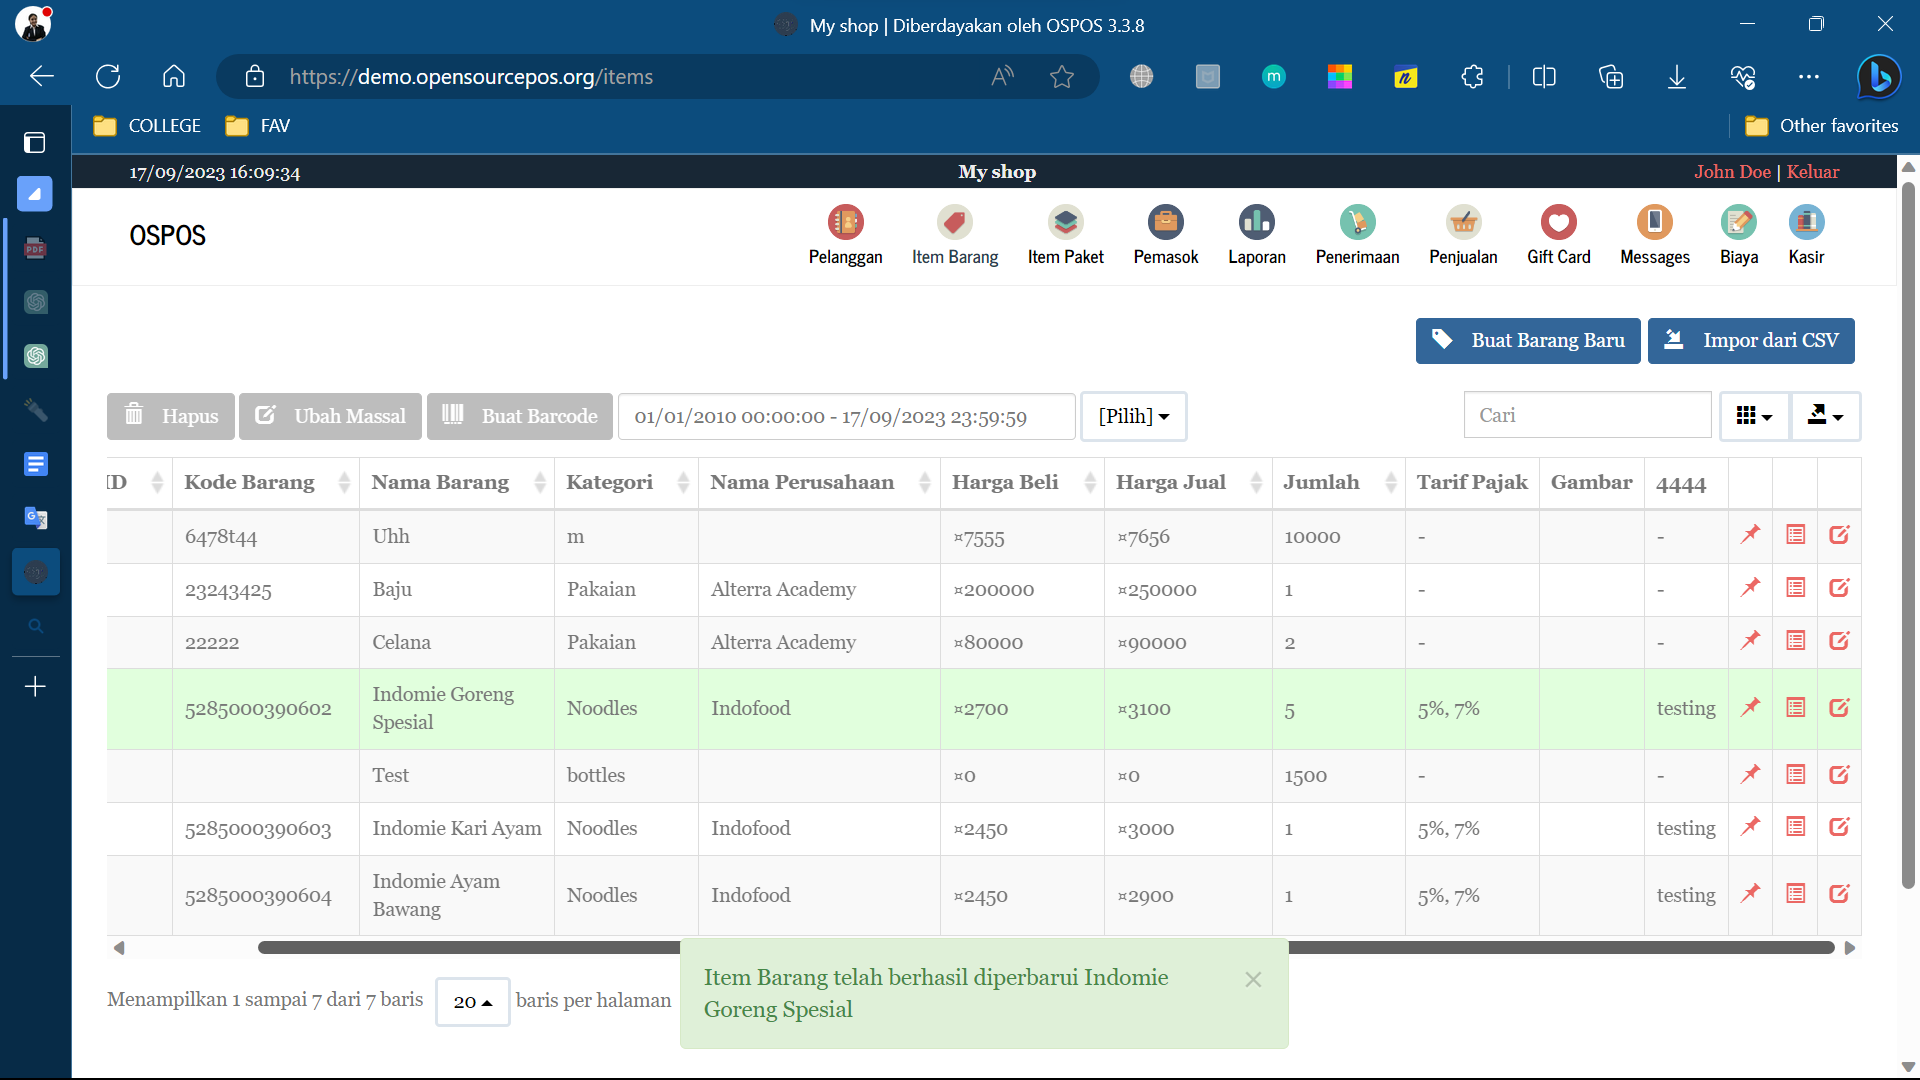 My shop | Diberdayakan oleh OSPOS 3.3.8
https://demo.opensourcepos.org/items
COLLEGE FAV Other favorites
17/09/2023 16:09:34 My shop John Doe | Keluar
OSPOS
Pelanggan Item Barang Item Paket Pemasok Laporan Penerimaan Penjualan Gift Card Messages Biaya Kasir
Buat Barang Baru Impor dari CSV
Hapus Ubah Massal Buat Barcode 01/01/2010 00:00:00 - 17/09/2023 23:59:59 [Pilih] Cari
ID Kode Barang Nama Barang Kategori Nama Perusahaan Harga Beli Harga Jual Jumlah Tarif Pajak Gambar 4444
6478t44 Uhh m ¤7555 ¤7656 10000 - -
23243425 Baju Pakaian Alterra Academy ¤200000 ¤250000 1 - -
22222 Celana Pakaian Alterra Academy ¤80000 ¤90000 2 - -
5285000390602 Indomie Goreng Spesial Noodles Indofood ¤2700 ¤3100 5 5%, 7% testing
Test bottles ¤0 ¤0 1500 - -
5285000390603 Indomie Kari Ayam Noodles Indofood ¤2450 ¤3000 1 5%, 7% testing
5285000390604 Indomie Ayam Bawang Noodles Indofood ¤2450 ¤2900 1 5%, 7% testing
Menampilkan 1 sampai 7 dari 7 baris 20 baris per halaman
Item Barang telah berhasil diperbarui Indomie
Goreng Spesial